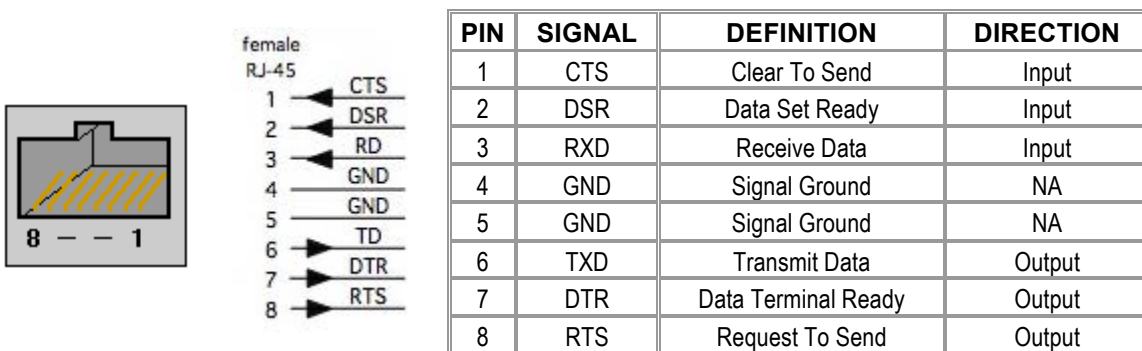 8 – – 1
female
RJ-45
1 CTS
2 DSR
3 RD
4 GND
5 GND
6 TD
7 DTR
8 RTS
PIN SIGNAL DEFINITION DIRECTION
1 CTS Clear To Send Input
2 DSR Data Set Ready Input
3 RXD Receive Data Input
4 GND Signal Ground NA
5 GND Signal Ground NA
6 TXD Transmit Data Output
7 DTR Data Terminal Ready Output
8 RTS Request To Send Output